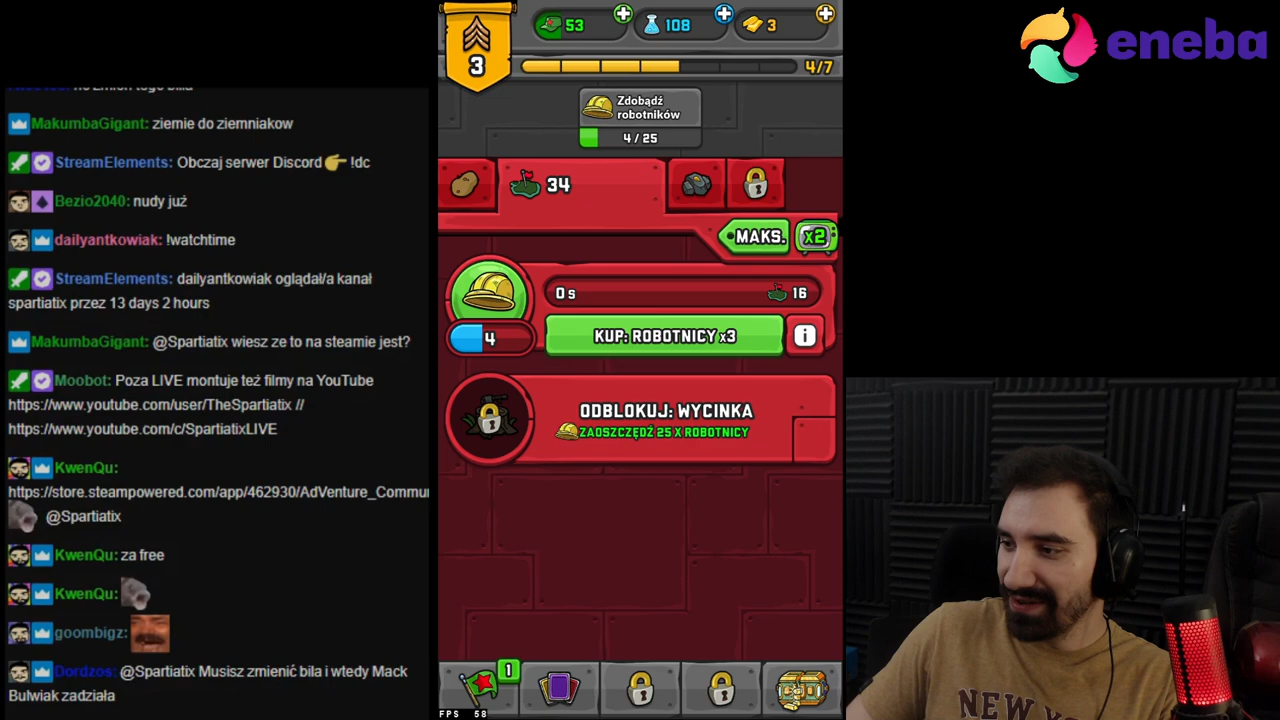 MakumbaGigant: ziemie do ziemniakow
StreamElements: Obczaj serwer Discord 👉 !dc
Bezio2040: nudy już
dailyantkowiak: !watchtime
StreamElements: dailyantkowiak oglądał/a kanał
spartiatix przez 13 days 2 hours
MakumbaGigant: @Spartiatix wiesz ze to na steamie jest?
Moobot: Poza LIVE montuje też filmy na YouTube
https://www.youtube.com/user/TheSpartiatix //
https://www.youtube.com/c/SpartiatixLIVE
KwenQu:
https://store.steampowered.com/app/462930/AdVenture_Commu
@Spartiatix
KwenQu: za free
KwenQu:
goombigz:
Dordzos: @Spartiatix Musisz zmienić biła i wtedy Mack
Bulwiak zadziała
3
53
108
3
4/7
Zdobądź
robotników
4 / 25
34
MAKS.
x2
0 s
16
4
KUP: ROBOTNICY x3
i
ODBLOKUJ: WYCINKA
ZAOSZCZĘDŹ 25 X ROBOTNICY
1
FPS 58
eneba
NEW YORK